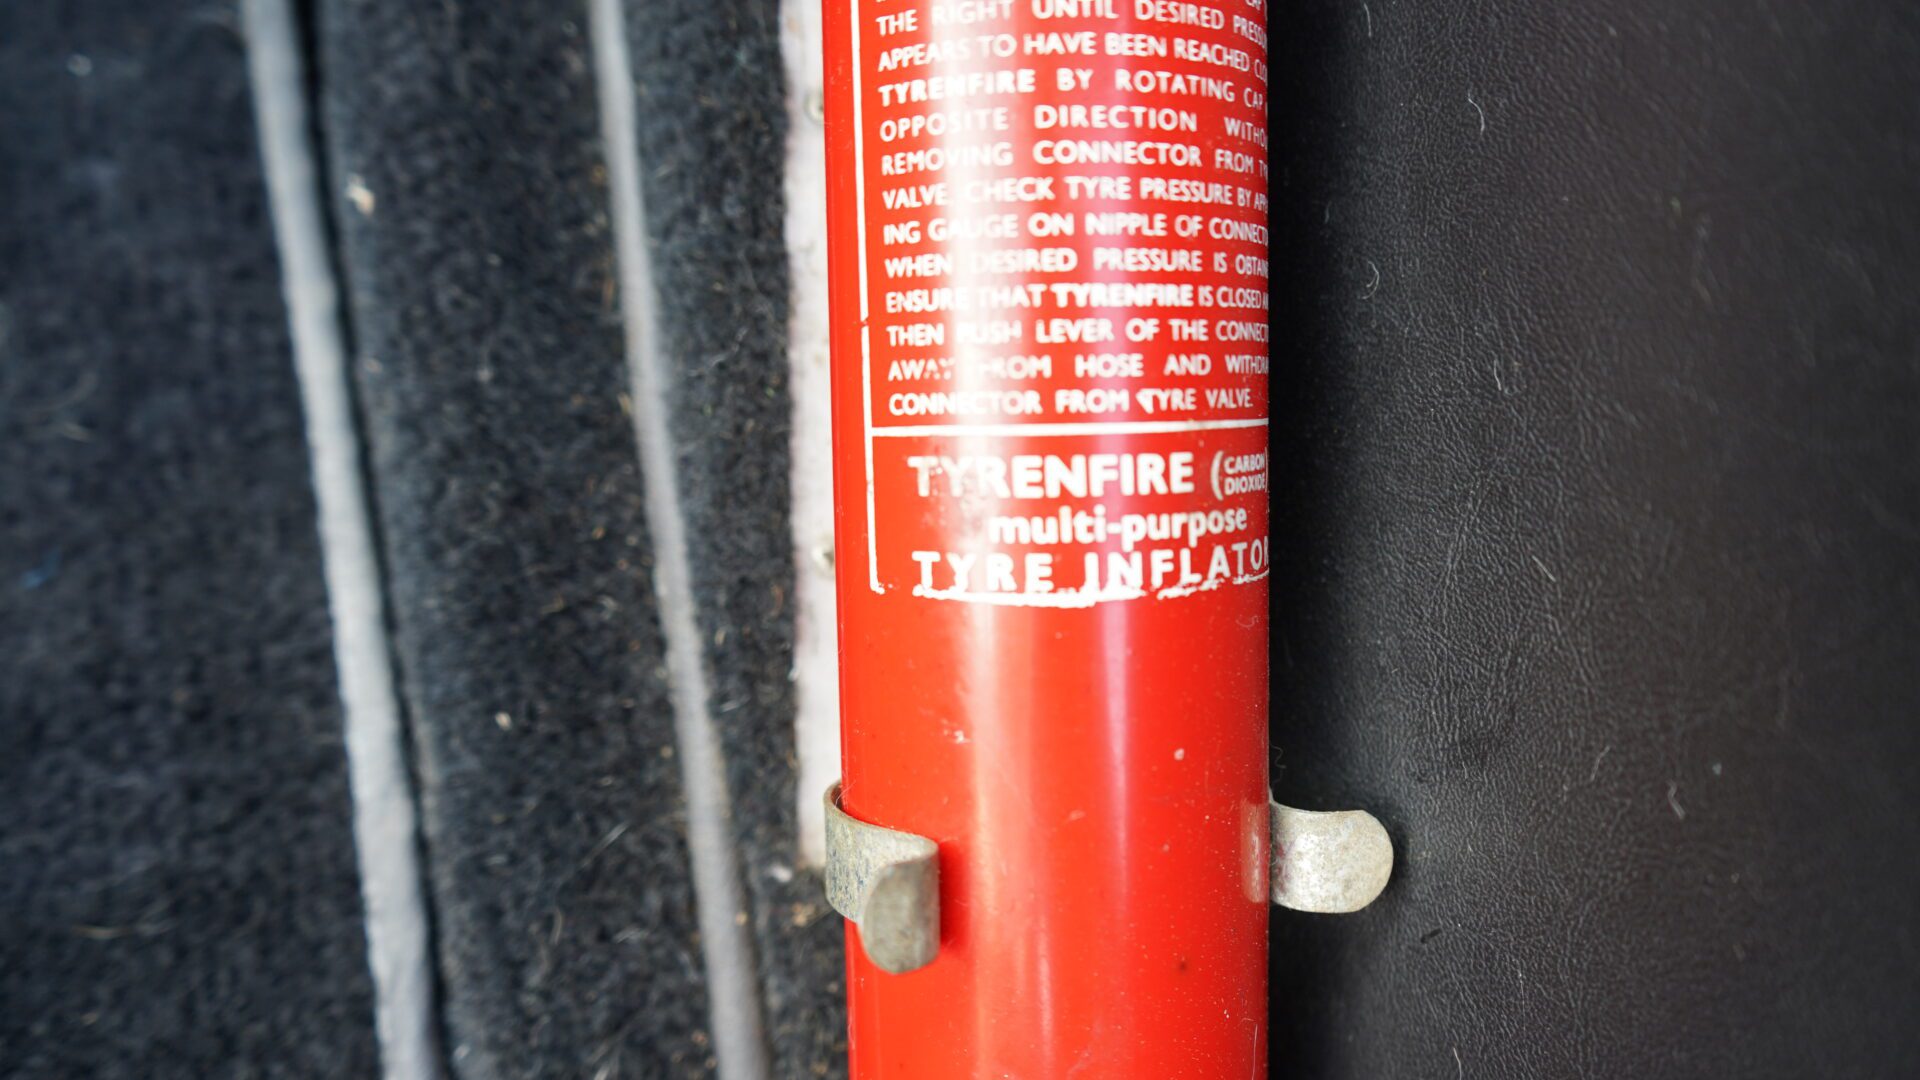 THE RIGHT UNTIL DESIRED
APPEARS TO HAVE BEEN REACHED
TYRENFIRE BY ROTATING CAP
OPPOSITE DIRECTION
REMOVING CONNECTOR FROM
VALVE. CHECK TYRE PRESSURE BY
ING GAUGE ON NIPPLE OF
WHEN DESIRED PRESSURE IS
ENSURE THAT TYRENFIRE IS CLOSED
THEN PUSH LEVER OF THE
AWAY FROM HOSE AND
CONNECTOR FROM TYRE VALVE.
TYRENFIRE (CARBON
DIOXIDE)
multi-purpose
TYRE INFLATOR